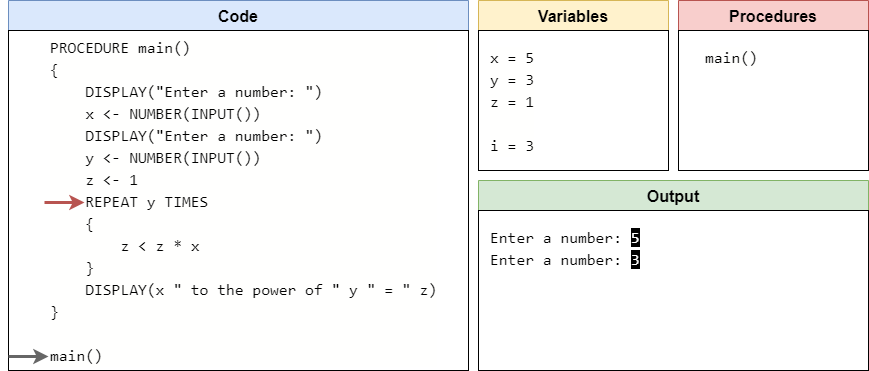 Code
PROCEDURE main()
{
DISPLAY("Enter a number: ")
x <- NUMBER(INPUT())
DISPLAY("Enter a number: ")
y <- NUMBER(INPUT())
z <- 1
REPEAT y TIMES
{
z < z * x
}
DISPLAY(x " to the power of " y " = " z)
}
main()
Variables
x = 5
y = 3
z = 1
i = 3
Procedures
main()
Output
Enter a number: 5
Enter a number: 3